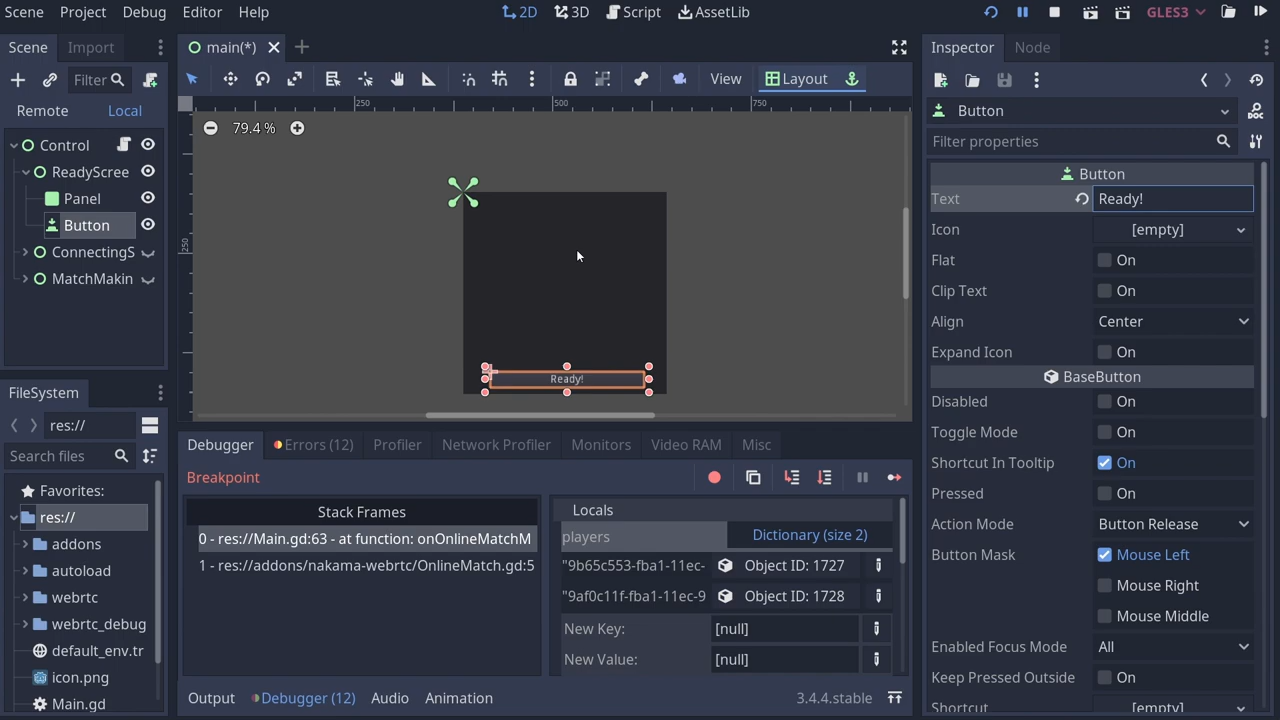 Scene Project Debug Editor Help 2D 3D Script AssetLib GLES3
Scene Import main(*) Inspector Node
Filter View Layout
Remote Local
250 500 750
250
79.4 %
Control
ReadyScree
Panel
Button
ConnectingS
MatchMakin
Ready!
FileSystem
res://
Search files
Favorites:
res://
addons
autoload
webrtc
webrtc_debug
default_env.tr
icon.png
Main.gd
Debugger Errors (12) Profiler Network Profiler Monitors Video RAM Misc
Breakpoint
Stack Frames
0 - res://Main.gd:63 - at function: onOnlineMatchM
1 - res://addons/nakama-webrtc/OnlineMatch.gd:5
Locals
players Dictionary (size 2)
"9b65c553-fba1-11ec- Object ID: 1727
"9af0c11f-fba1-11ec-9 Object ID: 1728
New Key: [null]
New Value: [null]
Output Debugger (12) Audio Animation 3.4.4.stable
Button
Filter properties
Button
Text Ready!
Icon [empty]
Flat On
Clip Text On
Align Center
Expand Icon On
BaseButton
Disabled On
Toggle Mode On
Shortcut In Tooltip On
Pressed On
Action Mode Button Release
Button Mask Mouse Left
Mouse Right
Mouse Middle
Enabled Focus Mode All
Keep Pressed Outside On
Shortcut [empty]